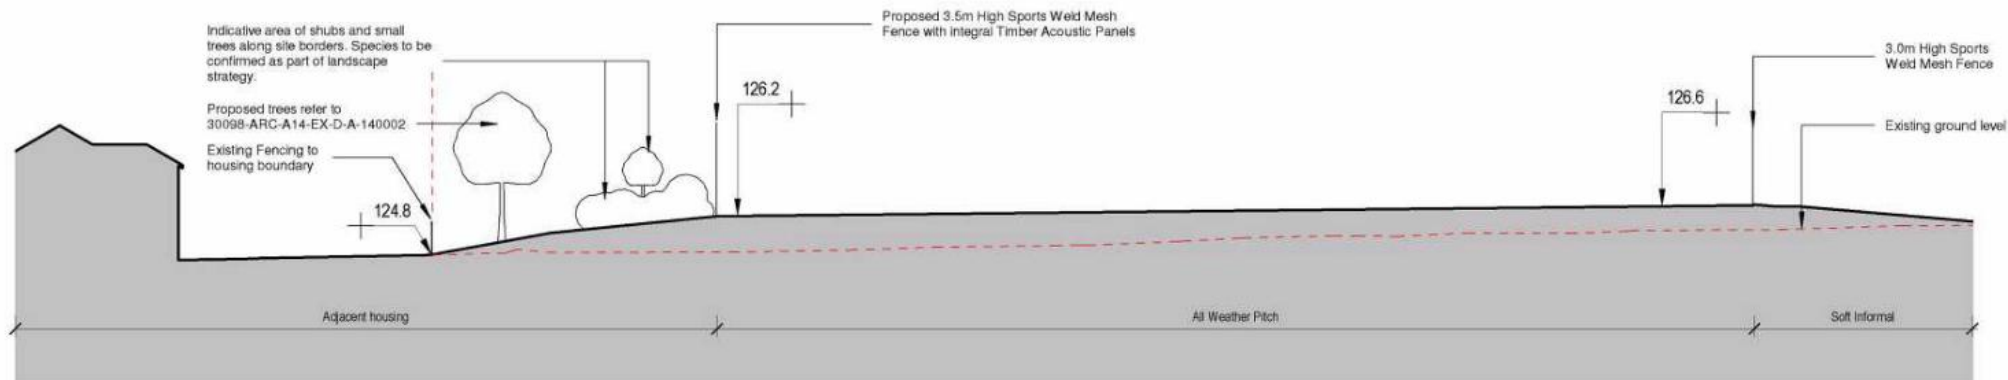 Indicative area of shubs and small
trees along site borders. Species to be
confirmed as part of landscape
strategy.
Proposed trees refer to
30098-ARC-A14-EX-D-A-140002
Existing Fencing to
housing boundary
124.8
Proposed 3.5m High Sports Weld Mesh
Fence with integral Timber Acoustic Panels
126.2
126.6
3.0m High Sports
Weld Mesh Fence
Existing ground level
Adjacent housing
All Weather Pitch
Soft Informal